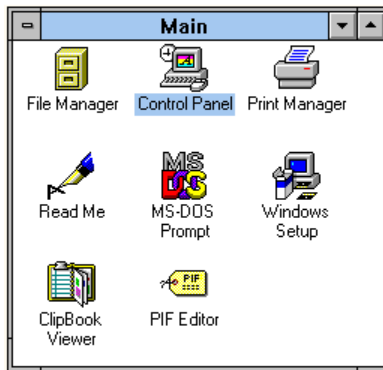 Main
File Manager
Control Panel
Print Manager
MS
DOS
Read Me
MS-DOS
Prompt
Windows
Setup
PIF
ClipBook
Viewer
PIF Editor